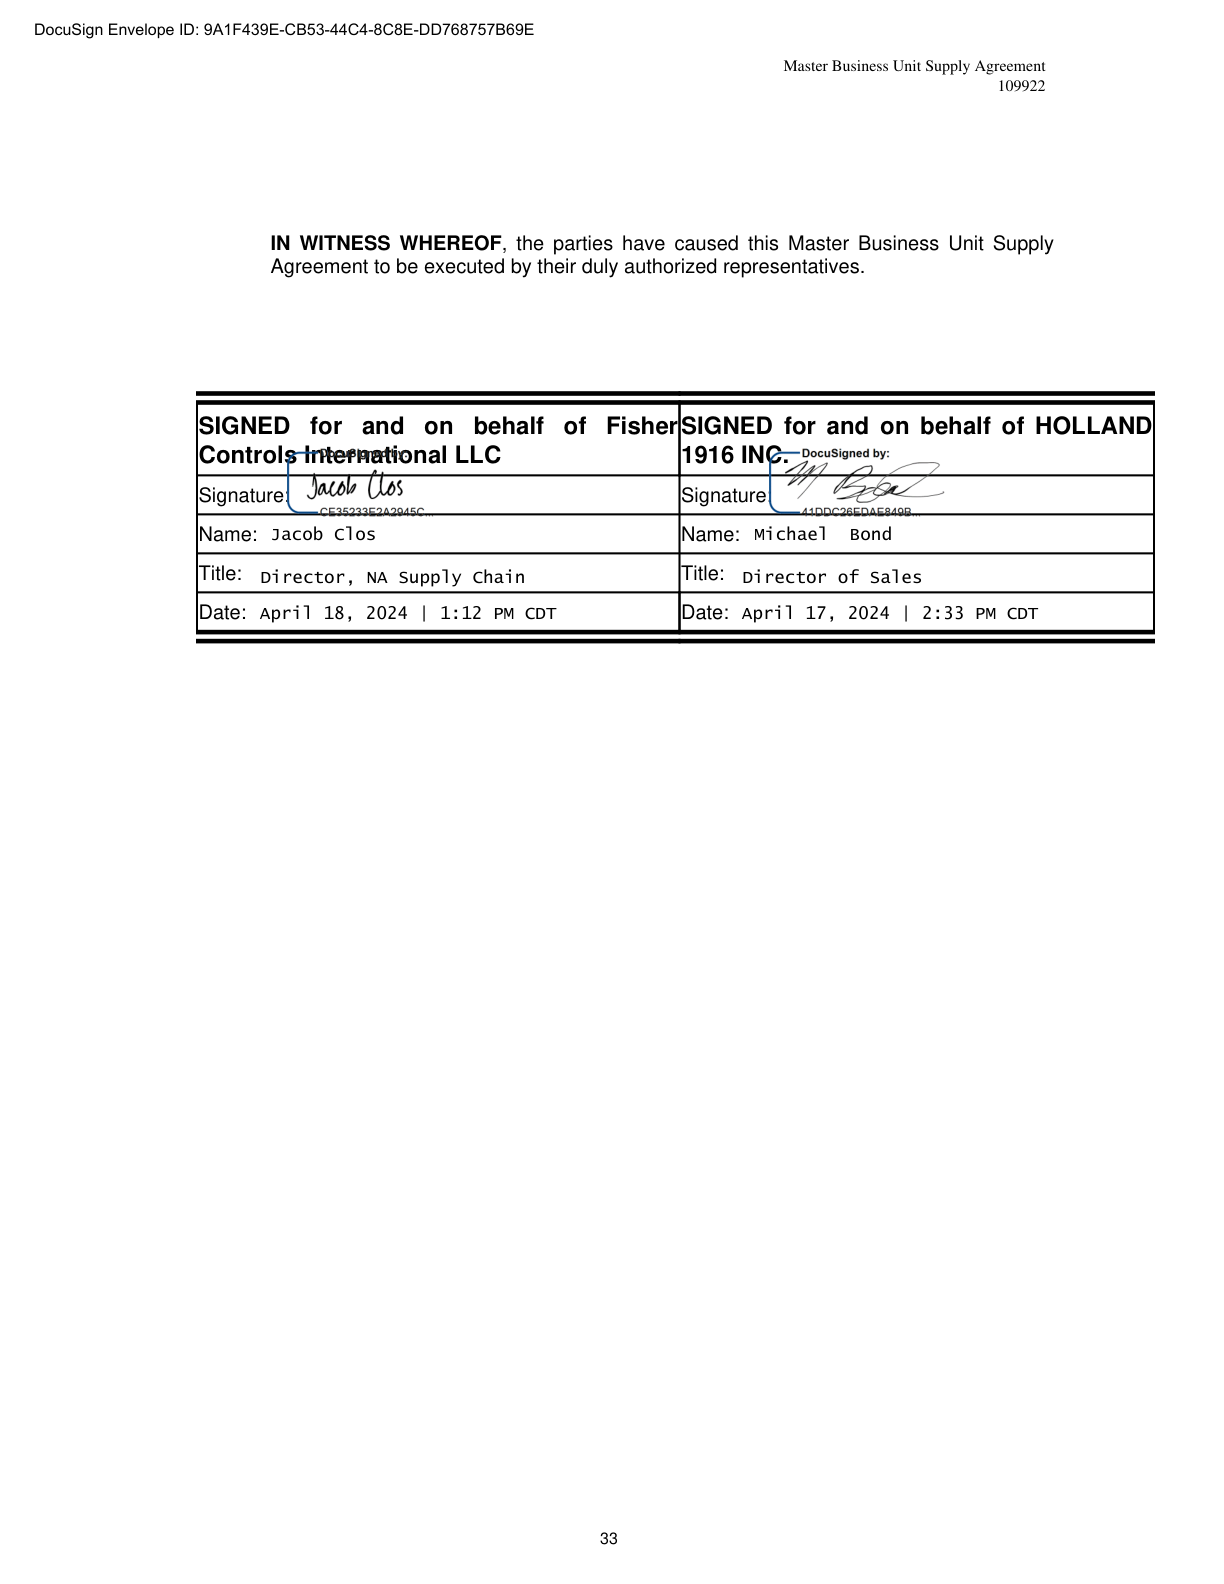 DocuSign Envelope ID: 9A1F439E-CB53-44C4-8C8E-DD768757B69E
Master Business Unit Supply Agreement
109922
IN WITNESS WHEREOF, the parties have caused this Master Business Unit Supply
Agreement to be executed by their duly authorized representatives.
SIGNED for and on behalf of Fisher
Controls International LLC
DocuSigned by:
Signature: Jacob Clos
CE35233E2A2945C...
Name: Jacob Clos
Title: Director, NA Supply Chain
Date: April 18, 2024 | 1:12 PM CDT
SIGNED for and on behalf of HOLLAND
1916 INC.
DocuSigned by:
Signature:
41DDC26EDAE849B...
Name: Michael Bond
Title: Director of Sales
Date: April 17, 2024 | 2:33 PM CDT
33